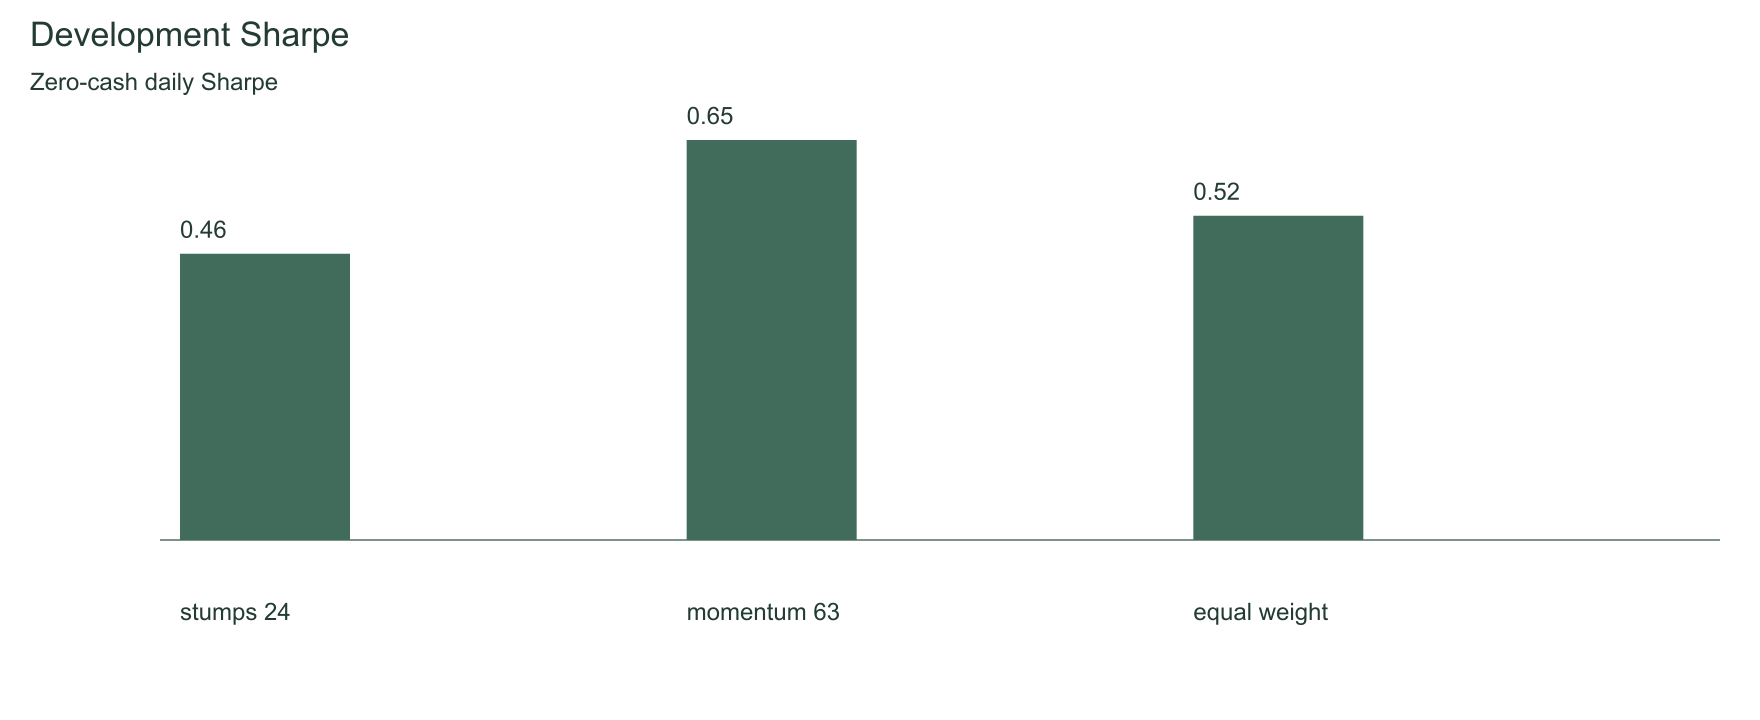 Development Sharpe
Zero-cash daily Sharpe
0.65
0.52
0.46
stumps 24
momentum 63
equal weight